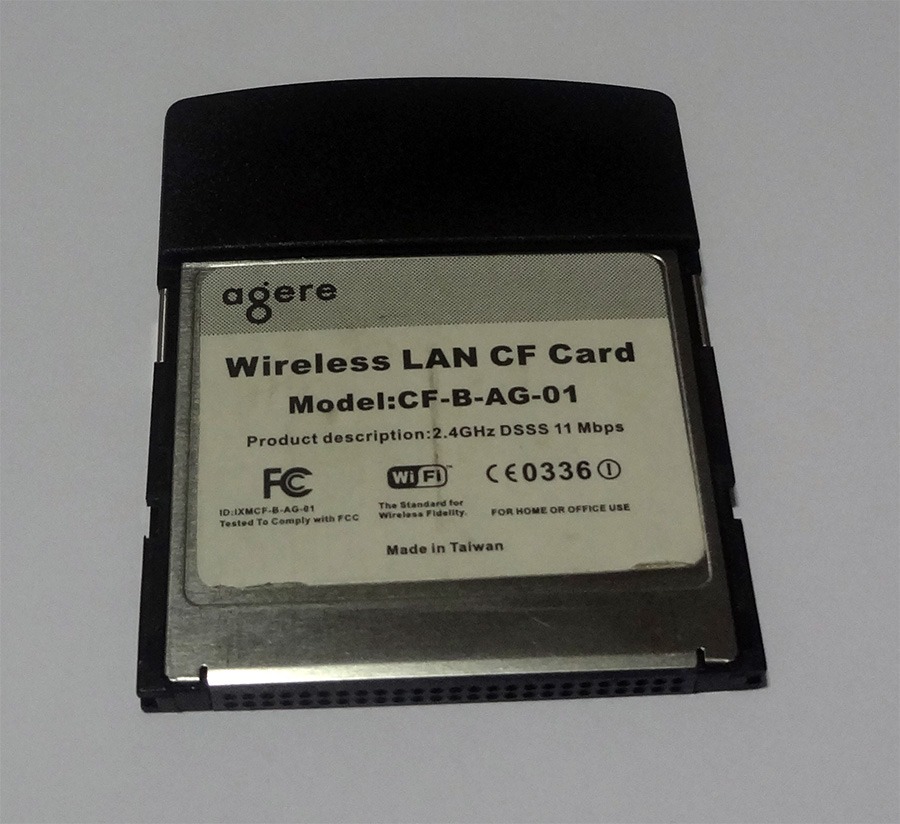 agere
Wireless LAN CF Card
Model:CF-B-AG-01
Product description:2.4GHz DSSS 11 Mbps
FC
ID:IXMCF-B-AG-01
Tested To Comply with FCC
Wi Fi™
The Standard for
Wireless Fidelity.
CE0336
FOR HOME OR OFFICE USE
Made in Taiwan